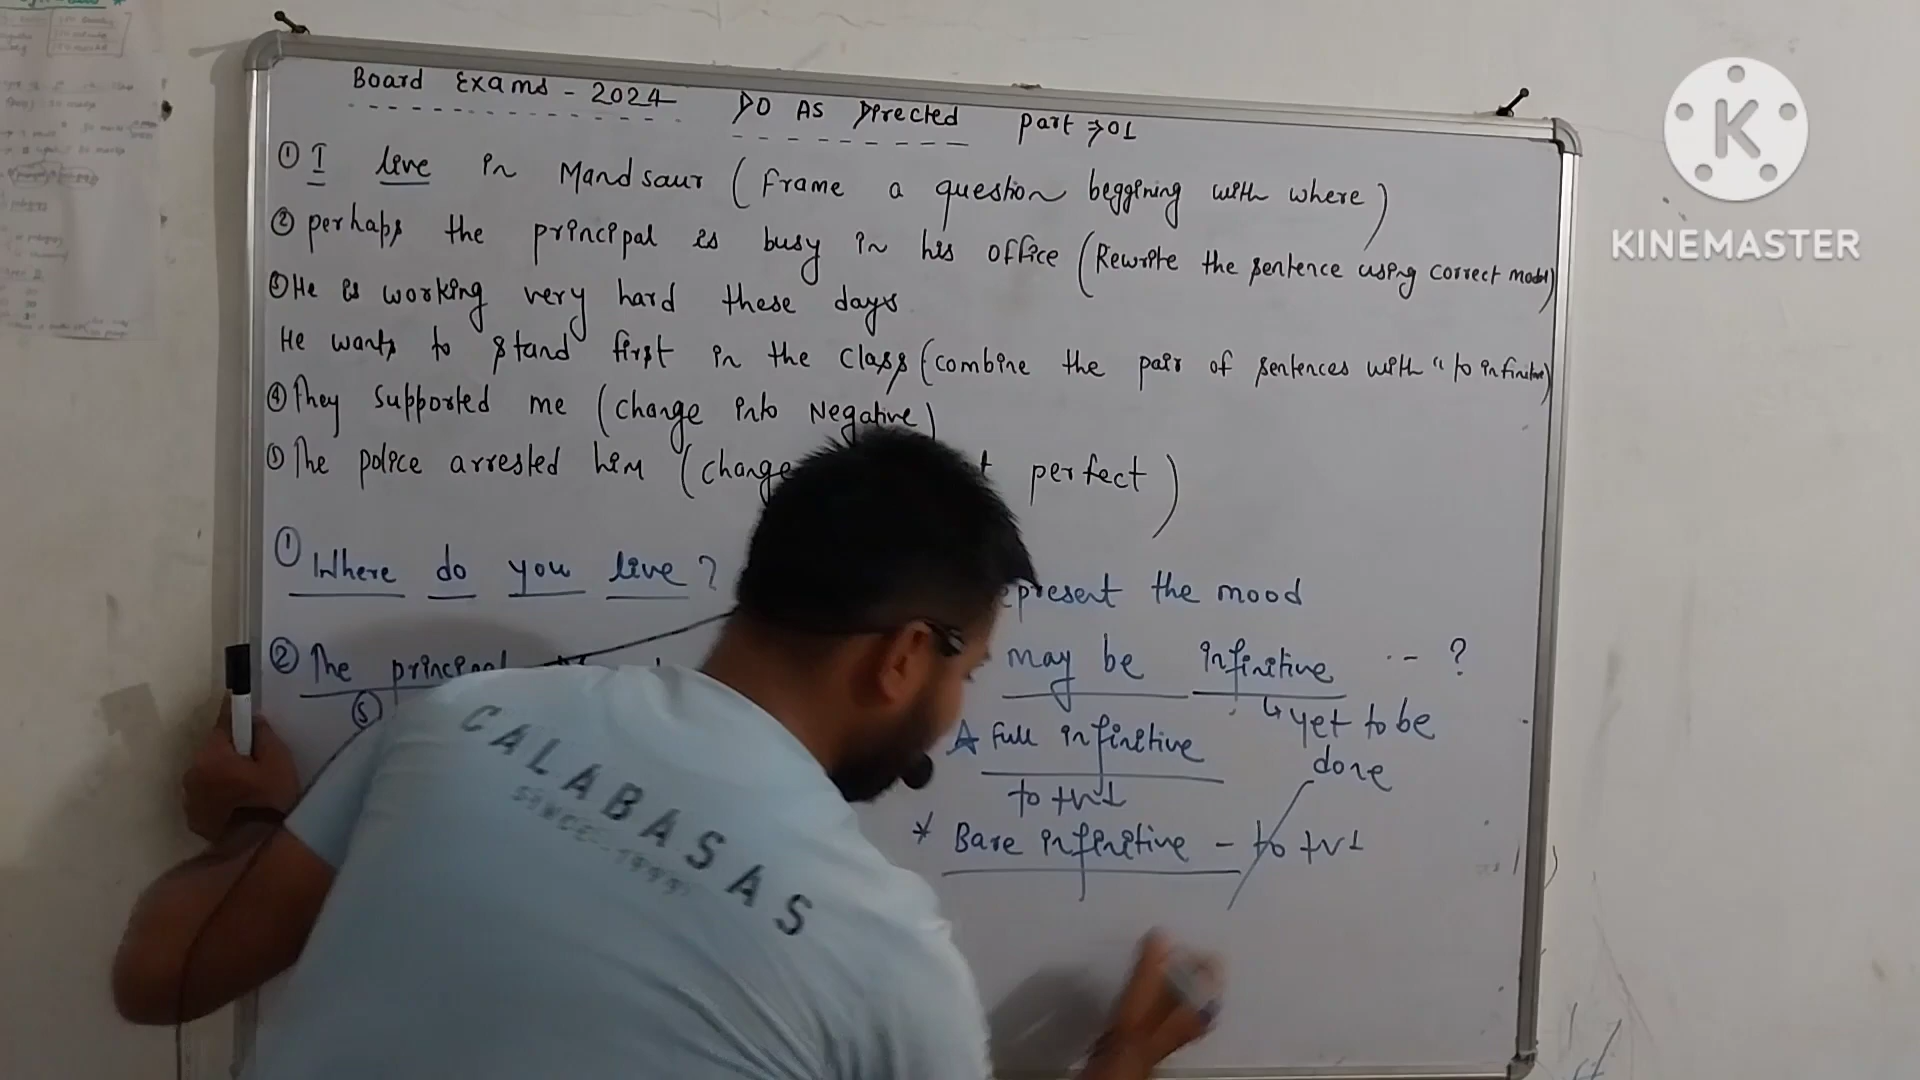 Board Exams - 2024 DO As Directed part ⇒ 01
① I live in Mandsaur (Frame a question beggining with where)
② perhaps the principal is busy in his office (Rewrite the sentence using correct modal)
③ He is working very hard these days
He wants to stand first in the class (combine the pair of sentences with "to infinitive)
④ They supported me (change into Negative)
⑤ The police arrested him (change perfect)
① Where do you live?
the mood
② The
may be infinitive -- ?
↳ yet to be
done
⑤
Full infinitive
to +v1
* Bare infinitive - to +v1
CALABASAS
SINCE-1999
K
KINEMASTER